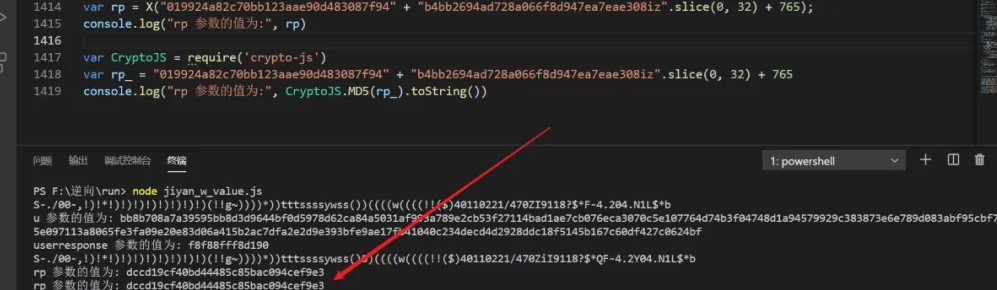 1414 var rp = X("019924a82c70bb123aae90d483087f94" + "b4bb2694ad728a066f8d947ea7eae308iz".slice(0, 32) + 765);
1415 console.log("rp 参数的值为:", rp)
1416
1417 var CryptoJS = require('crypto-js')
1418 var rp_ = "019924a82c70bb123aae90d483087f94" + "b4bb2694ad728a066f8d947ea7eae308iz".slice(0, 32) + 765
1419 console.log("rp 参数的值为:", CryptoJS.MD5(rp_).toString())
问题 输出 调试控制台 终端 1: powershell
PS F:\逆向\run> node jiyan_w_value.js
S-./00-,!)!*!)!)!)!)!)!)!)!)(!!g~))))*))tttssssywss())((((w((((!!($)40110221/470ZI9118?$*F-4.204.N1L$*b
u 参数的值为: bb8b708a7a39595bb8d3d9644bf0d5978d62ca84a5031af993a789e2cb53f27114bad1ae7cb076eca3070c5e107764d74b3f04748d1a94579929c383873e6e789d083abf95cbf7
5e097113a8065fe3fa09e20e83d06a415b2ac7dfa2e2d9e393bfe9ae17fb41040c234decd4d2928ddc18f5145b167c60df427c0624bf
userresponse 参数的值为: f8f88fff8d190
S-./00-,!)!*!)!)!)!)!)!)!)!)(!!g~))))*))tttssssywss()))((((w((((!!($)40110221/470ZiI9118?$*QF-4.2Y04.N1L$*b
rp 参数的值为: dccd19cf40bd44485c85bac094cef9e3
rp 参数的值为: dccd19cf40bd44485c85bac094cef9e3